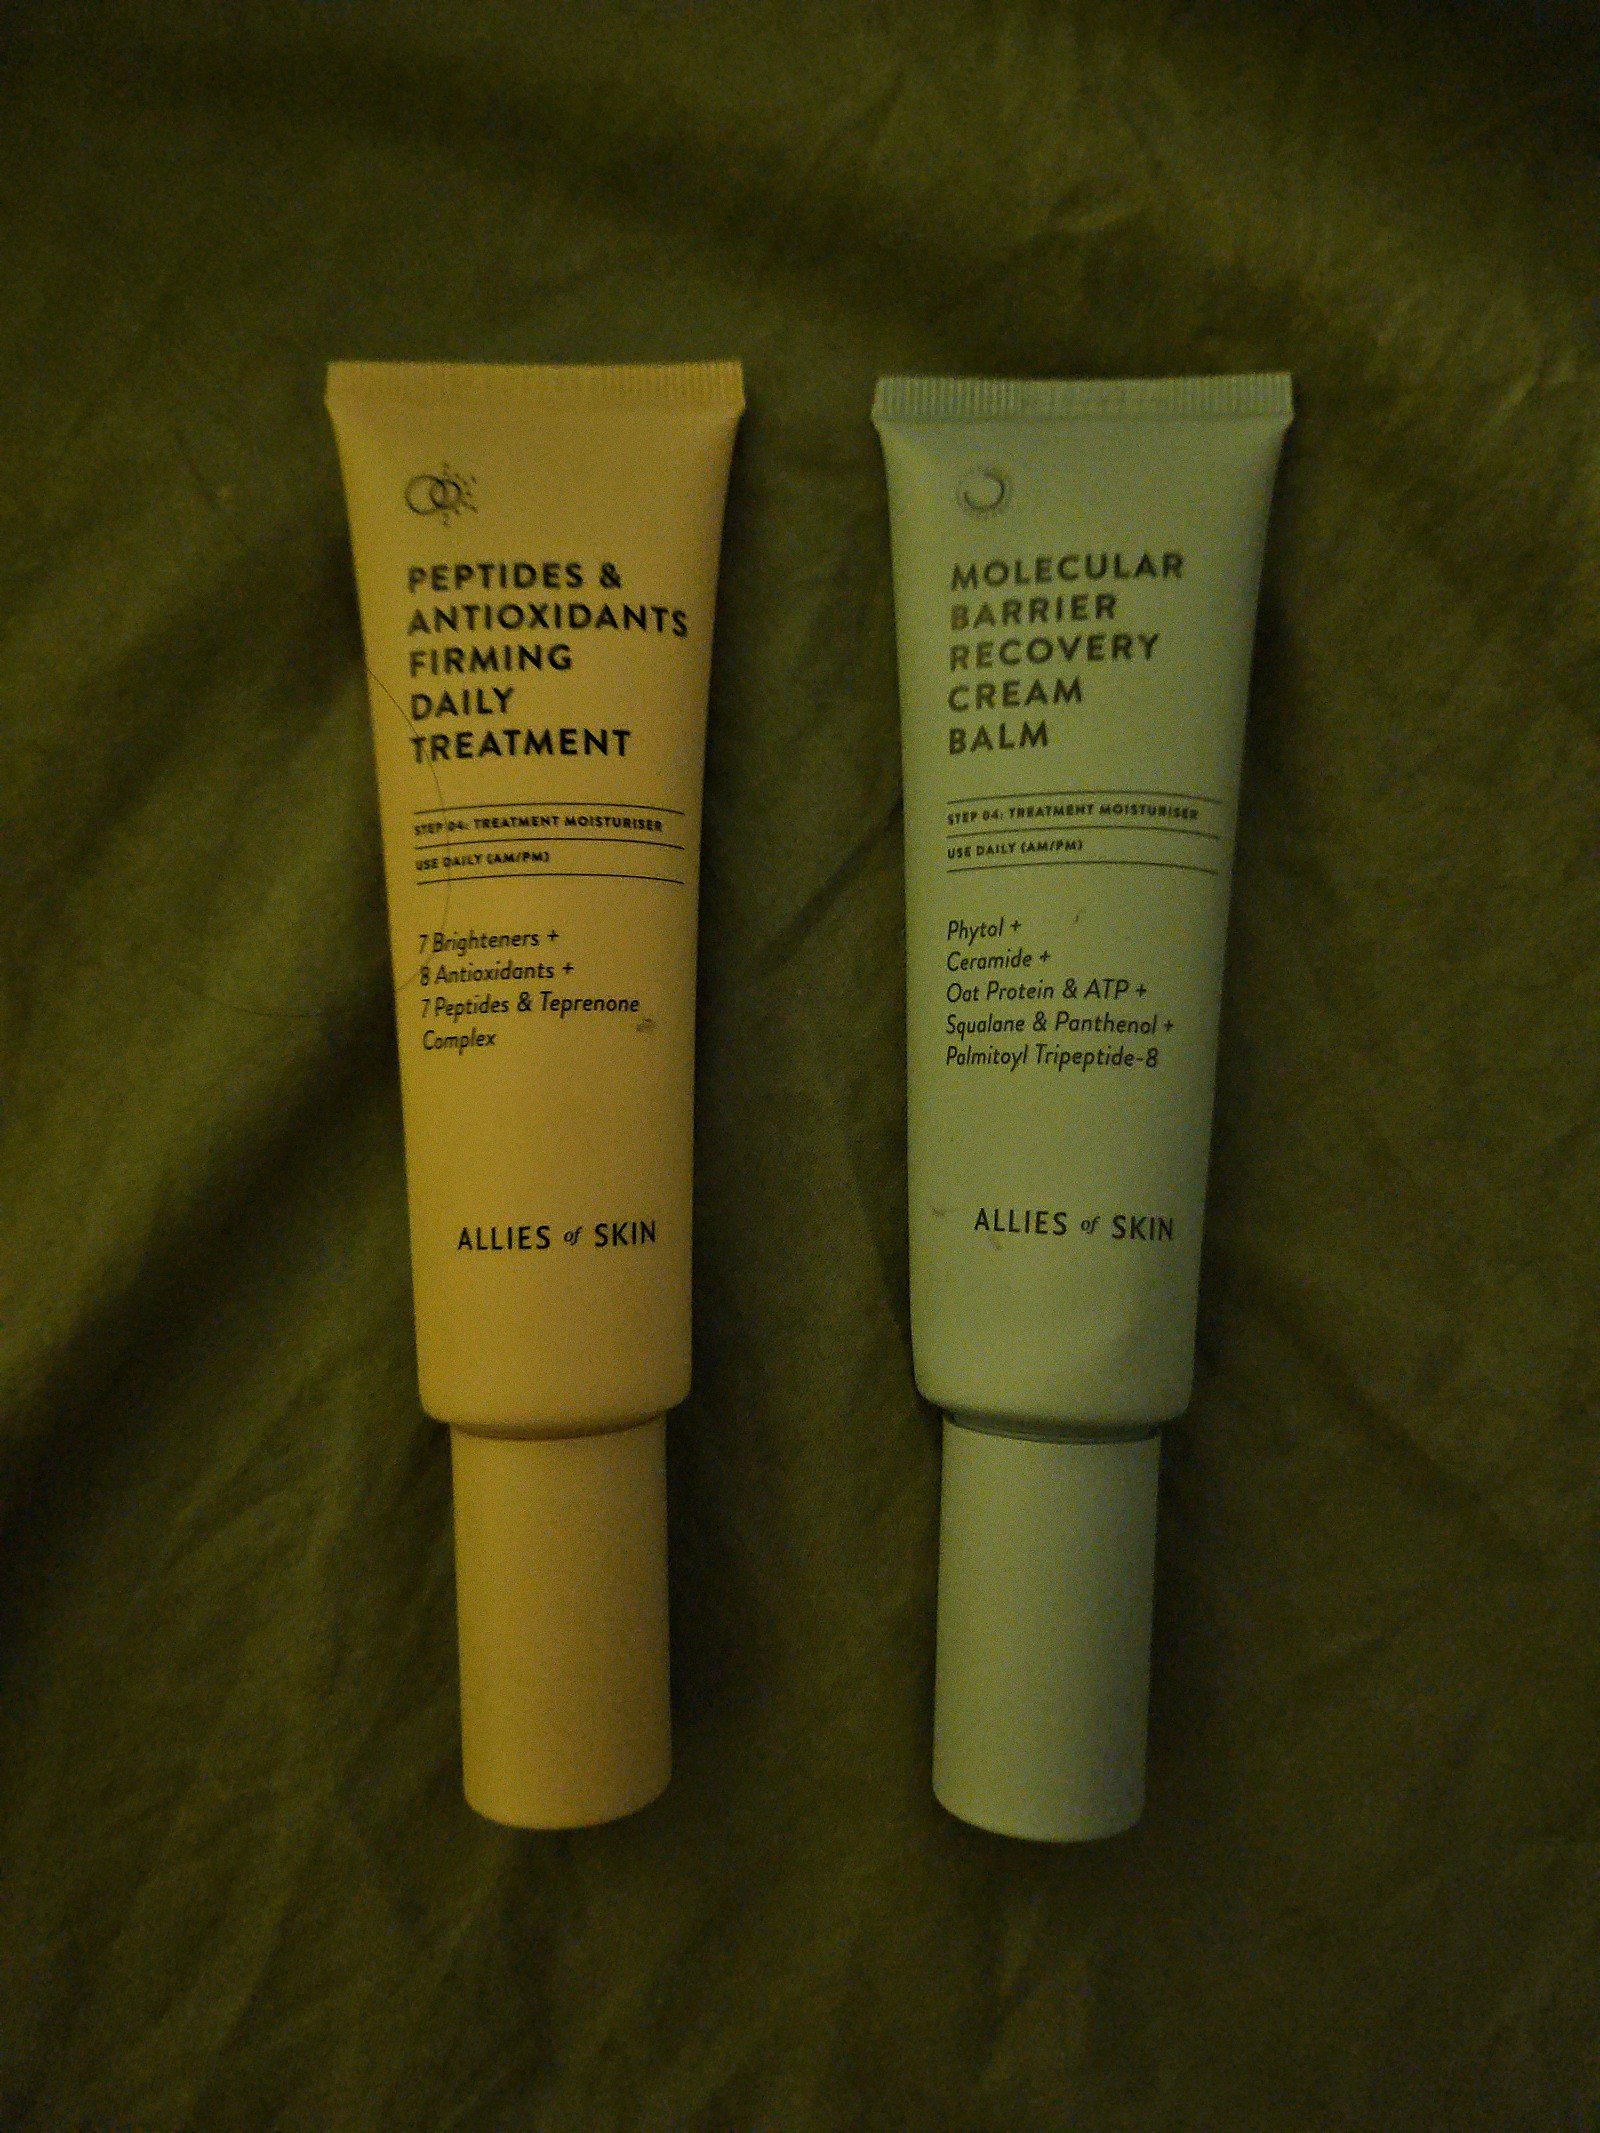 PEPTIDES &
ANTIOXIDANTS
FIRMING
DAILY
TREATMENT
STEP 04: TREATMENT MOISTURISER
USE DAILY (AM/PM)
7 Brighteners +
8 Antioxidants +
7 Peptides & Teprenone
Complex
ALLIES of SKIN
MOLECULAR
BARRIER
RECOVERY
CREAM
BALM
STEP 04: TREATMENT MOISTURISER
USE DAILY (AM/PM)
Phytol +
Ceramide +
Oat Protein & ATP +
Squalane & Panthenol +
Palmitoyl Tripeptide-8
ALLIES of SKIN